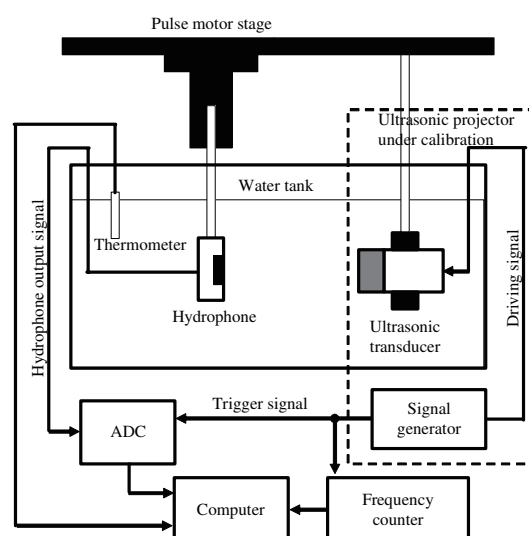 Pulse motor stage
Ultrasonic projector
under calibration
Water tank
Thermometer
Hydrophone output signal
Hydrophone
Ultrasonic
transducer
Driving signal
Trigger signal
ADC
Signal
generator
Computer
Frequency
counter